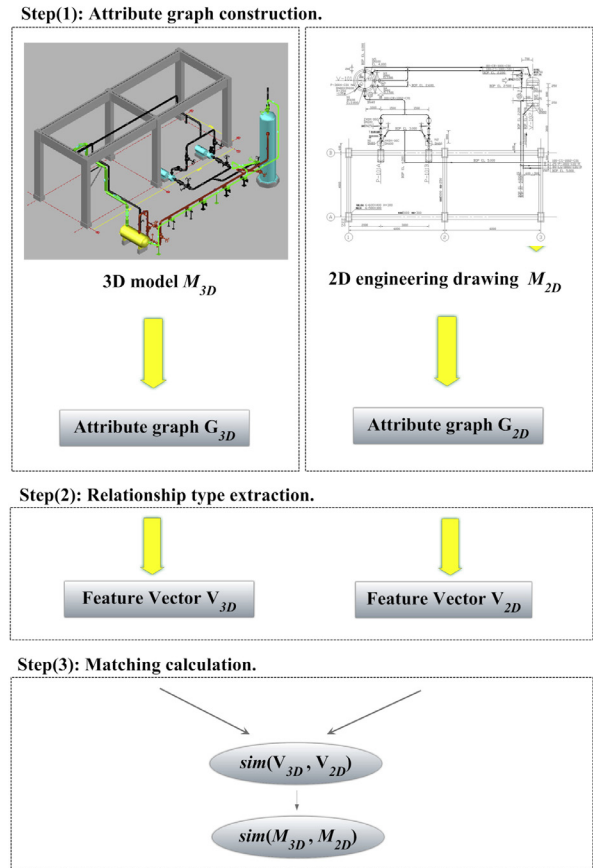 Step(1): Attribute graph construction.
3D model M3D
2D engineering drawing M2D
Attribute graph G3D
Attribute graph G2D
Step(2): Relationship type extraction.
Feature Vector V3D
Feature Vector V2D
Step(3): Matching calculation.
sim(V3D, V2D)
sim(M3D, M2D)